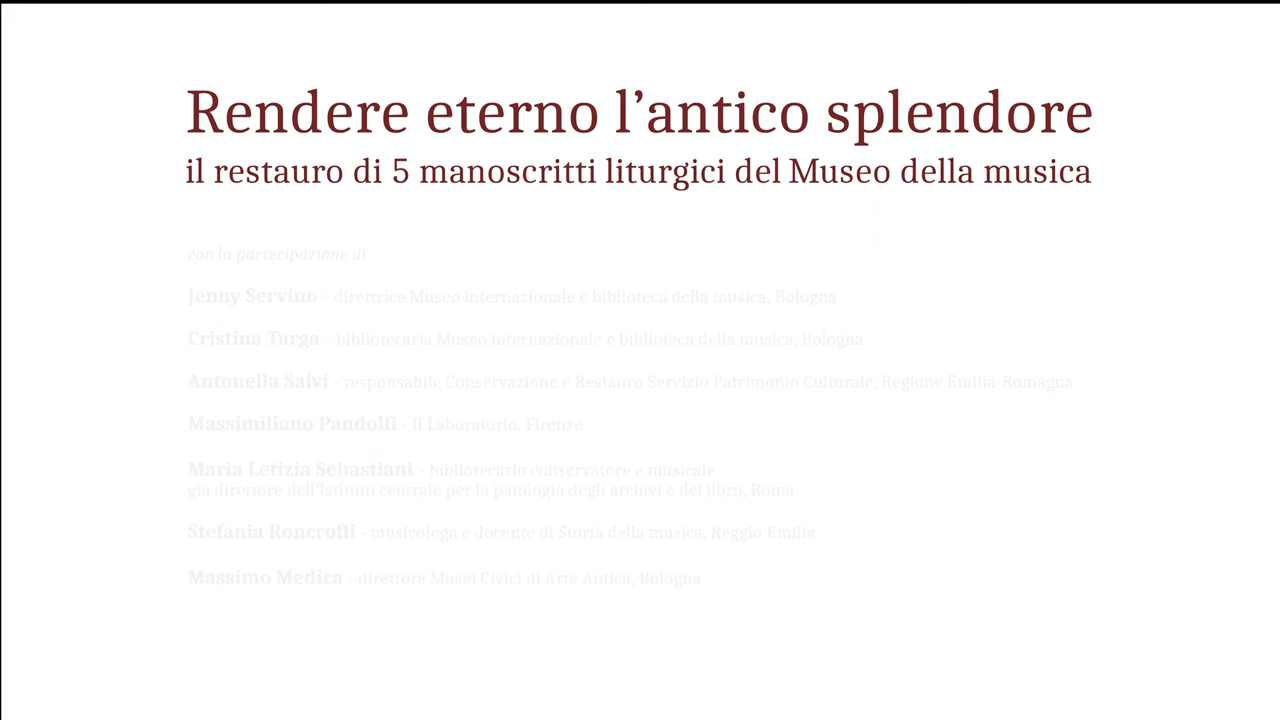 Rendere eterno l’antico splendore
il restauro di 5 manoscritti liturgici del Museo della musica
con la partecipazione di
Jenny Servino - direttrice Museo internazionale e biblioteca della musica, Bologna
Cristina Targa - bibliotecaria Museo internazionale e biblioteca della musica, Bologna
Antonella Salvi - responsabile Conservazione e Restauro Servizio Patrimonio Culturale, Regione Emilia-Romagna
Massimiliano Pandolfi - Il Laboratorio, Firenze
Maria Letizia Sebastiani - bibliotecario conservatore e musicale
già direttore dell'Istituto centrale per la patologia degli archivi e del libro, Roma
Stefania Roncroffi - musicologa e docente di Storia della musica, Reggio Emilia
Massimo Medica - direttore Musei Civici di Arte Antica, Bologna